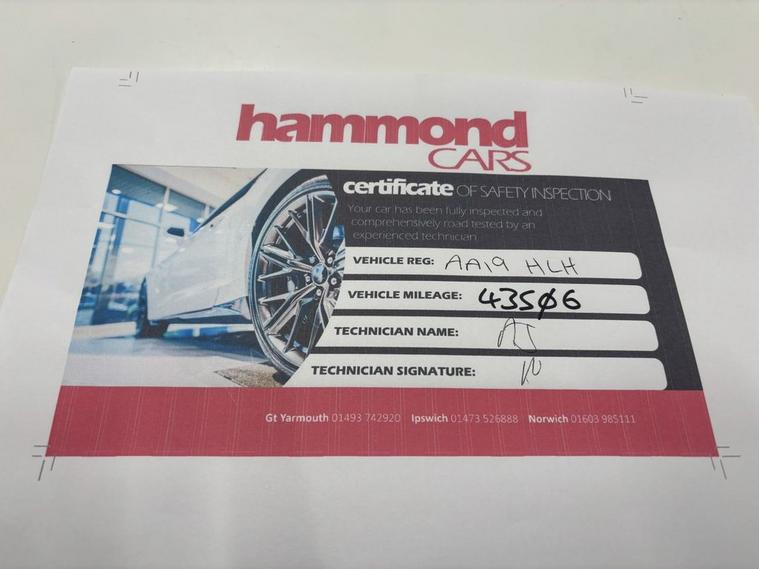 hammond
CARS
certificate OF SAFETY INSPECTION
Your car has been fully inspected and
comprehensively road tested by an
experienced technician
VEHICLE REG: AA19 HLH
VEHICLE MILEAGE: 43506
TECHNICIAN NAME: AJ
TECHNICIAN SIGNATURE:
Gt Yarmouth 01493 742920 Ipswich 01473 526888 Norwich 01603 985111